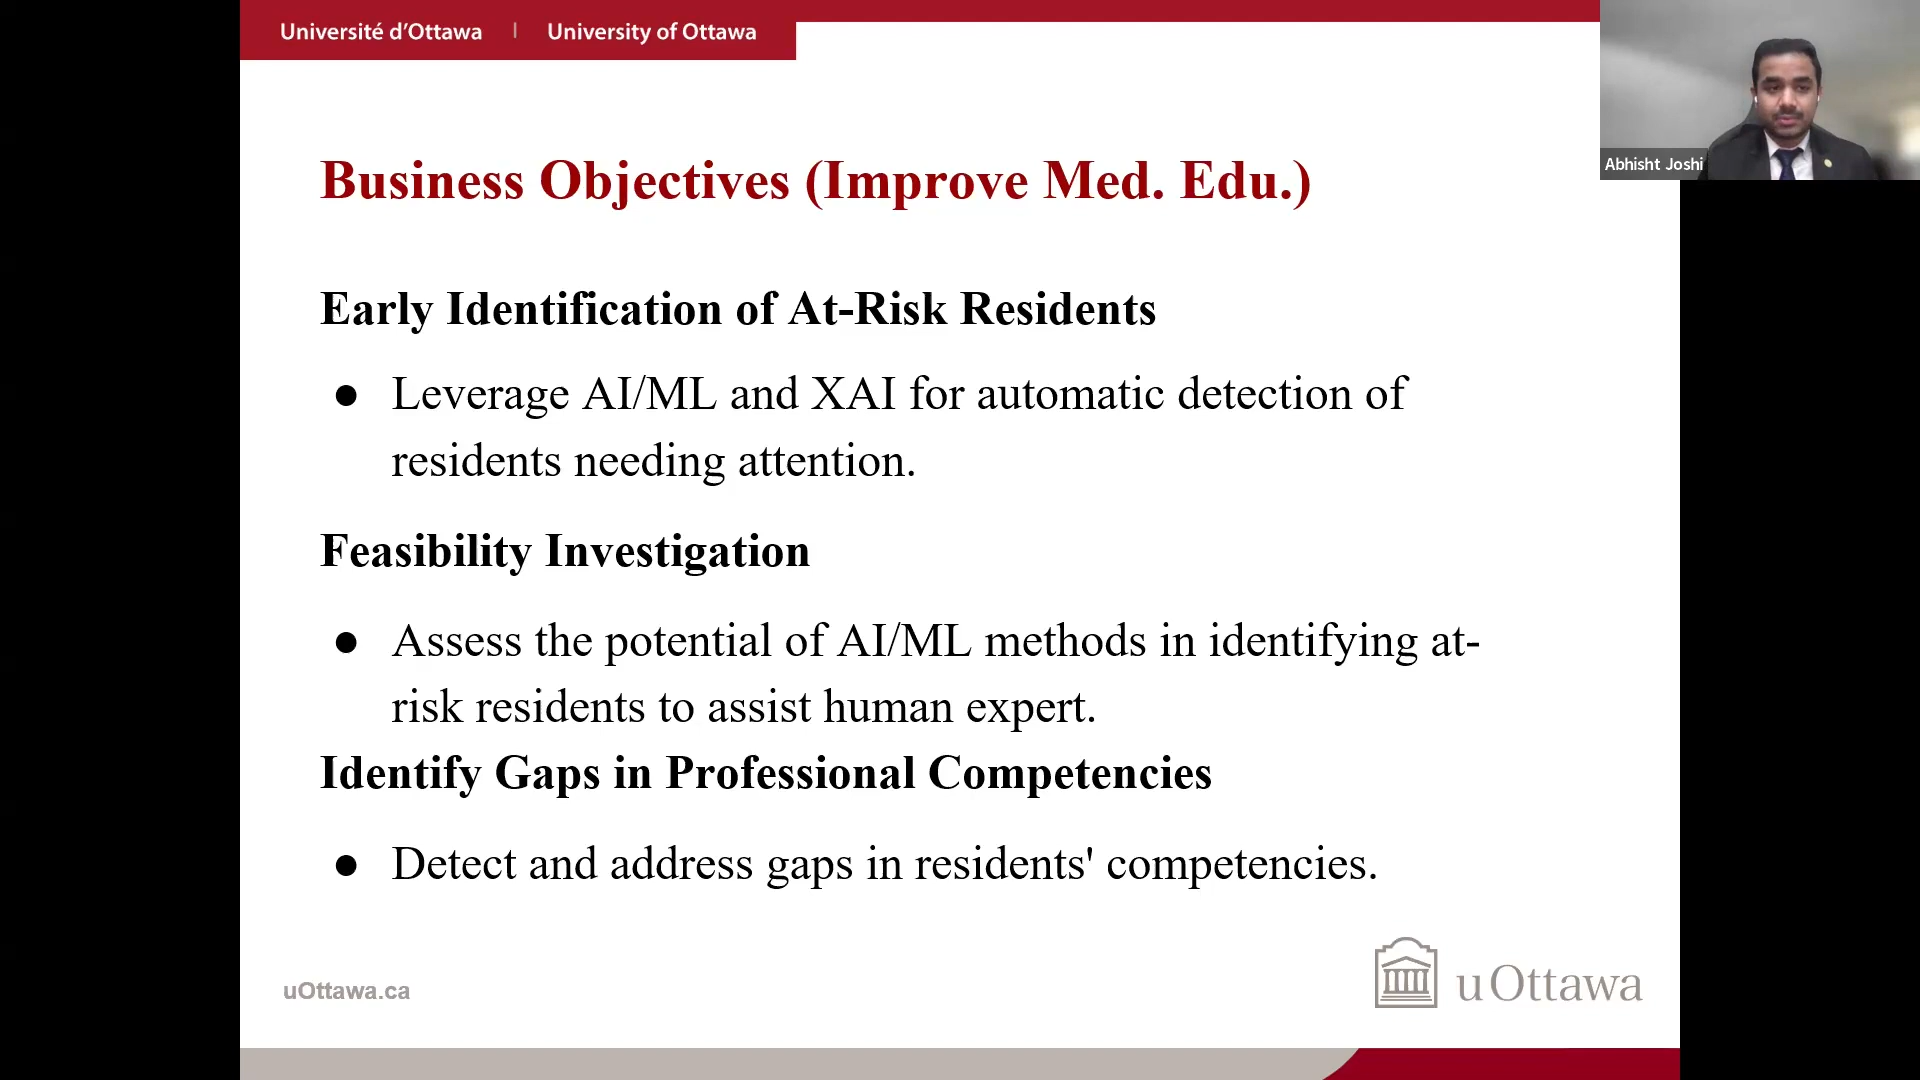 Université d'Ottawa | University of Ottawa
Abhisht Joshi
Business Objectives (Improve Med. Edu.)
Early Identification of At-Risk Residents
● Leverage AI/ML and XAI for automatic detection of
residents needing attention.
Feasibility Investigation
● Assess the potential of AI/ML methods in identifying at-
risk residents to assist human expert.
Identify Gaps in Professional Competencies
● Detect and address gaps in residents' competencies.
uOttawa.ca
uOttawa